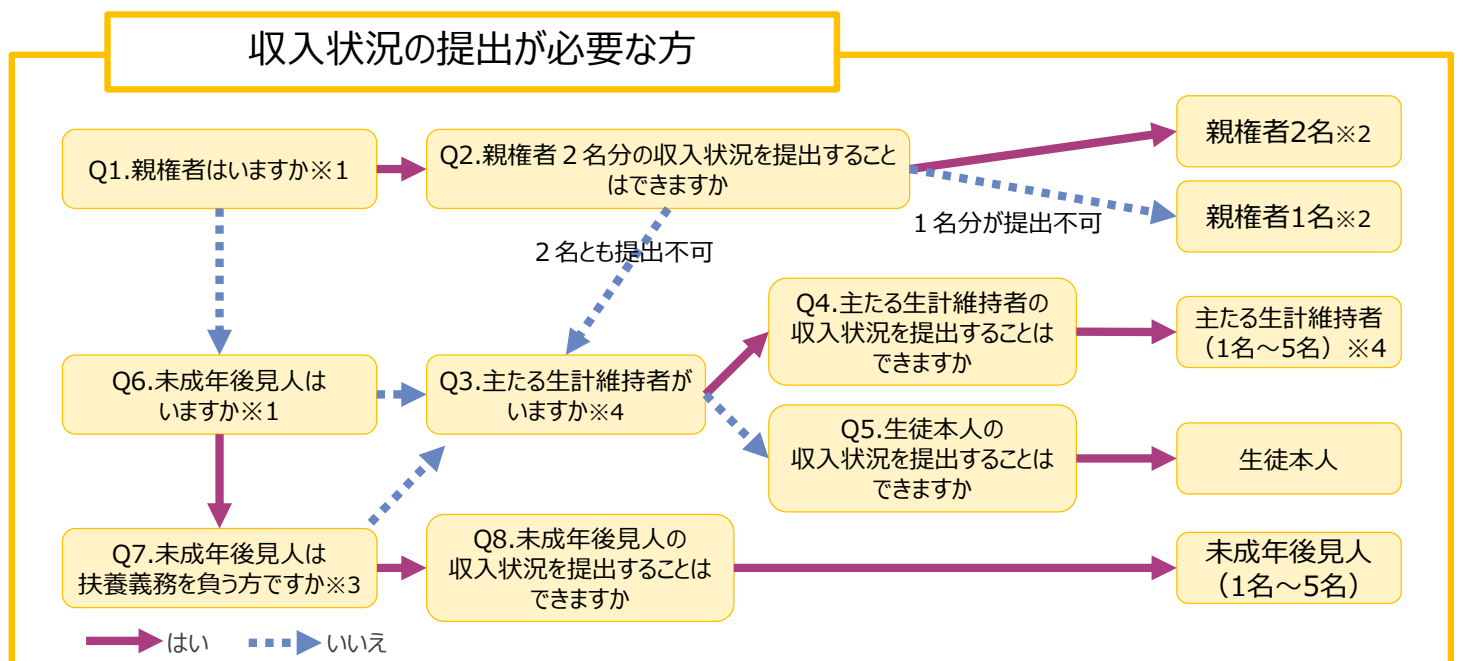 収入状況の提出が必要な方
Q1.親権者はいますか※1
Q2.親権者２名分の収入状況を提出すること
はできますか
親権者2名※2
親権者1名※2
１名分が提出不可
２名とも提出不可
Q6.未成年後見人は
いますか※1
Q3.主たる生計維持者が
いますか※4
Q4.主たる生計維持者の
収入状況を提出することは
できますか
主たる生計維持者
（1名～5名）※4
Q5.生徒本人の
収入状況を提出することは
できますか
生徒本人
Q7.未成年後見人は
扶養義務を負う方ですか※3
Q8.未成年後見人の
収入状況を提出することは
できますか
未成年後見人
（1名～5名）
はい
いいえ